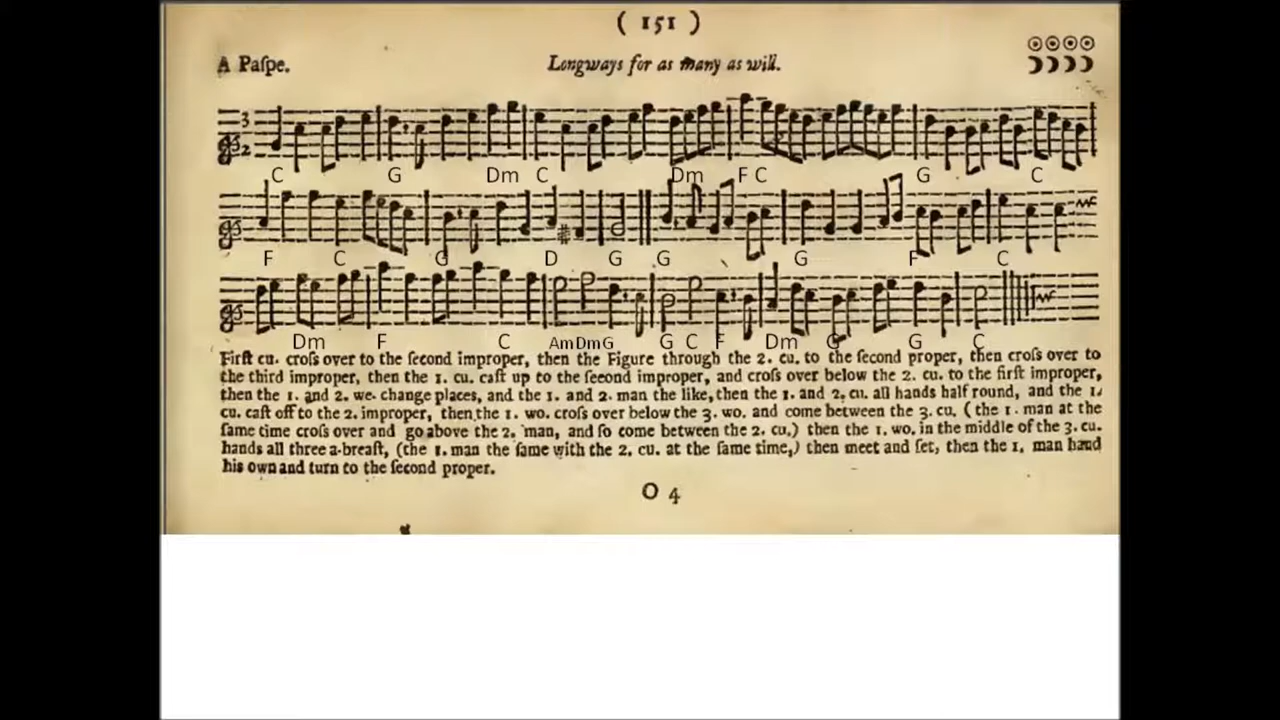 ( 151 )
A Paſpe. Longways for as many as will.
3
2
C G Dm C Dm F C G C
F C G D G G G F C
Dm F C Am Dm G G C F Dm G G C
Firſt cu. croſs over to the ſecond improper, then the Figure through the 2. cu. to the ſecond proper, then croſs over to
the third improper, then the 1. cu. caſt up to the ſecond improper, and croſs over below the 2. cu. to the firſt improper,
then the 1. and 2. we. change places, and the 1. and 2. man the like, then the 1. and 2. cu. all hands half round, and the 1.
cu. caſt off to the 2. improper, then the 1. wo. croſs over below the 3. wo. and come between the 3. cu. ( the 1. man at the
ſame time croſs over and go above the 2. man, and ſo come between the 2. cu.) then the 1. wo. in the middle of the 3. cu.
hands all three a-breaſt, (the 1. man the ſame with the 2. cu. at the ſame time,) then meet and ſet, then the 1. man hand
his own and turn to the ſecond proper.
O 4